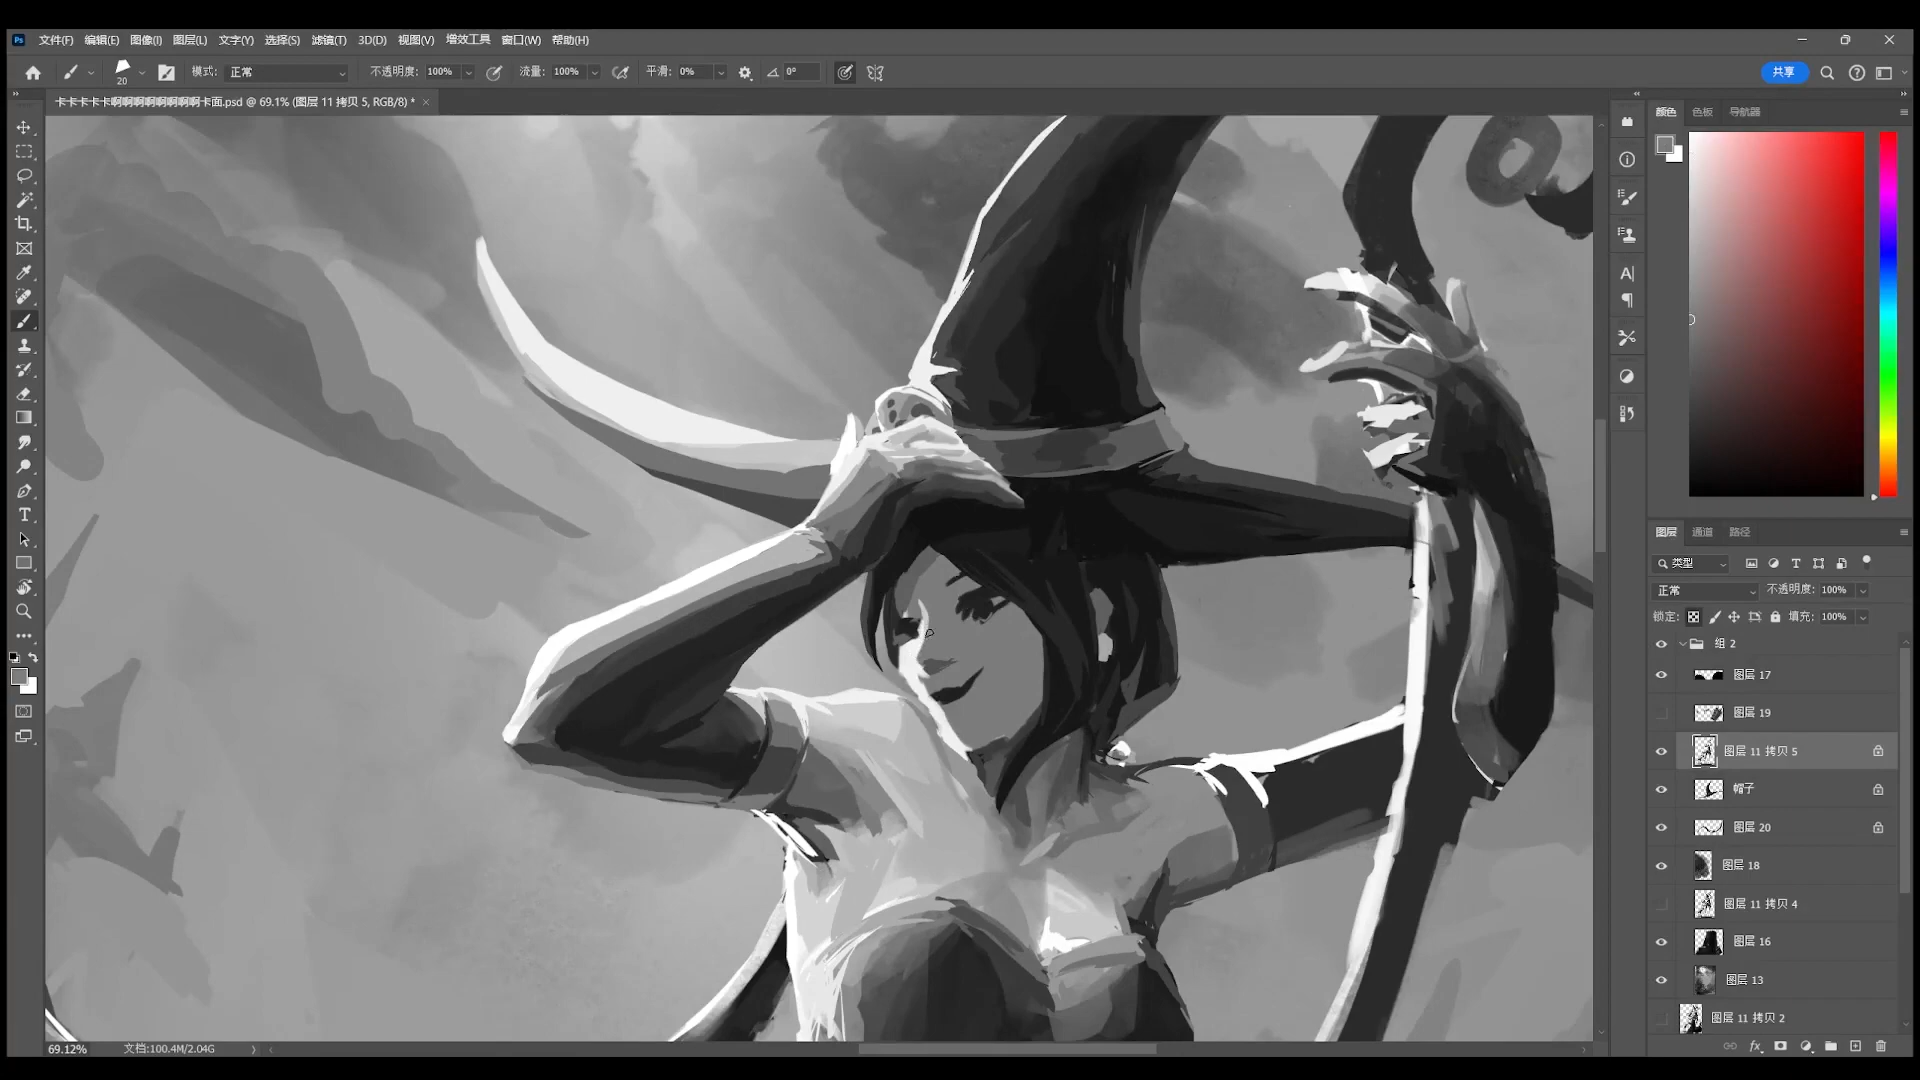 Ps 文件(F) 编辑(E) 图像(I) 图层(L) 文字(Y) 选择(S) 滤镜(T) 3D(D) 视图(V) 增效工具 窗口(W) 帮助(H)
20 模式: 正常 不透明度: 100% 流量: 100% 平滑: 0% 0° 共享
卡卡卡卡卡啊啊啊啊啊啊啊啊卡面.psd @ 69.1% (图层 11 拷贝 5, RGB/8) *
颜色 色板 导航器
图层 通道 路径
类型
正常 不透明度: 100%
锁定: 填充: 100%
组 2
图层 17
图层 19
图层 11 拷贝 5
帽子
图层 20
图层 18
图层 11 拷贝 4
图层 16
图层 13
图层 11 拷贝 2
69.12% 文档:100.4M/2.04G